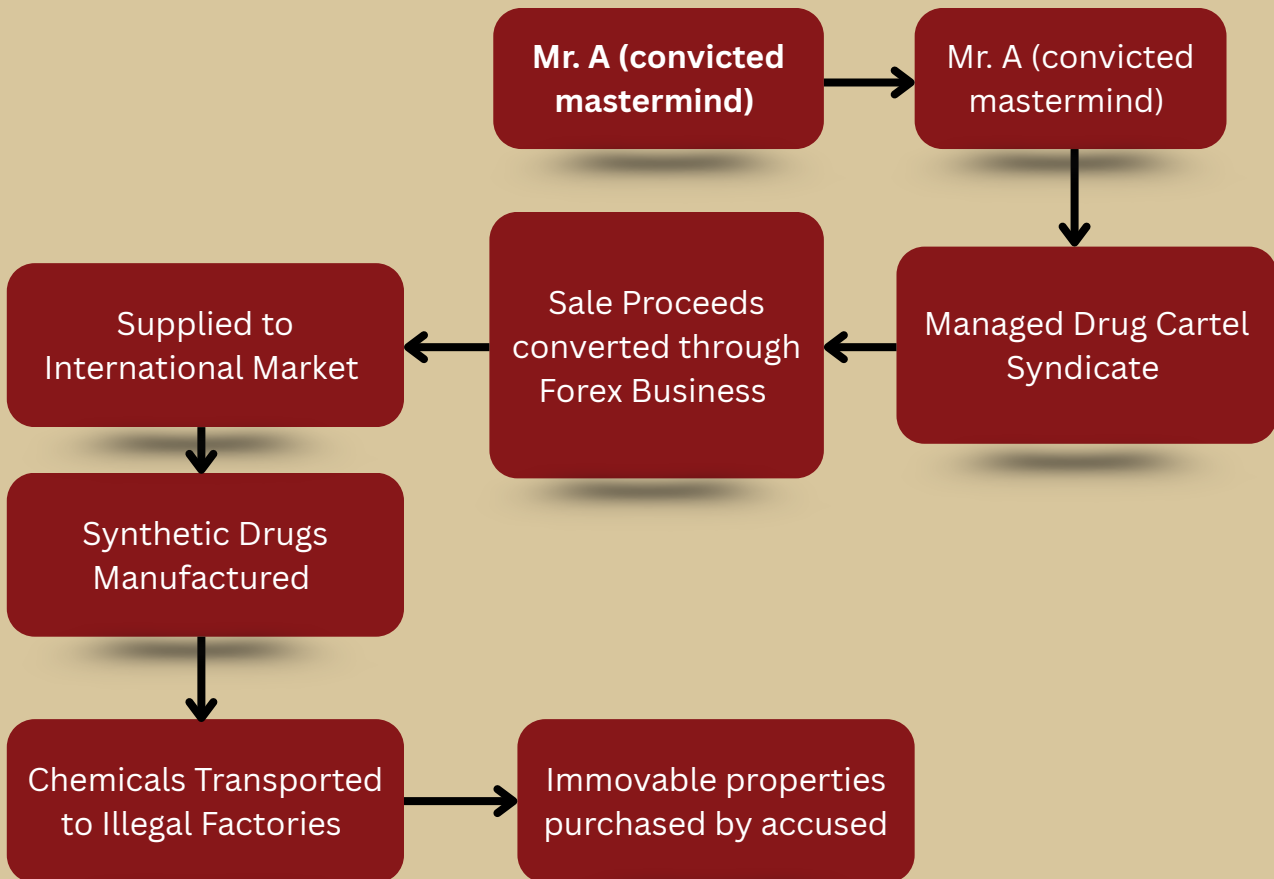 Mr. A (convicted
mastermind)
Mr. A (convicted
mastermind)
Managed Drug Cartel
Syndicate
Sale Proceeds
converted through
Forex Business
Supplied to
International Market
Synthetic Drugs
Manufactured
Chemicals Transported
to Illegal Factories
Immovable properties
purchased by accused